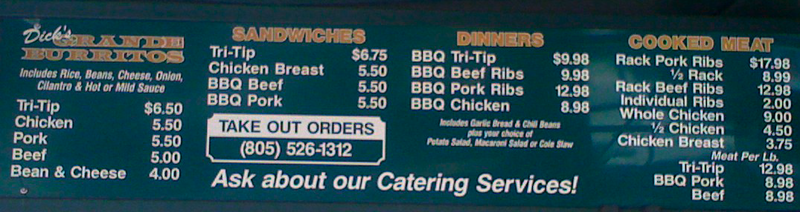 Dick's
GRANDE
BURRITOS
Includes Rice, Beans, Cheese, Onion,
Cilantro & Hot or Mild Sauce
Tri-Tip $6.50
Chicken 5.50
Pork 5.50
Beef 5.00
Bean & Cheese 4.00
SANDWICHES
Tri-Tip $6.75
Chicken Breast 5.50
BBQ Beef 5.50
BBQ Pork 5.50
TAKE OUT ORDERS
(805) 526-1312
DINNERS
BBQ Tri-Tip $9.98
BBQ Beef Ribs 9.98
BBQ Pork Ribs 12.98
BBQ Chicken 8.98
Includes Garlic Bread & Chili Beans
plus your choice of
Potato Salad, Macaroni Salad or Cole Slaw
Ask about our Catering Services!
COOKED MEAT
Rack Pork Ribs $17.98
½ Rack 8.99
Rack Beef Ribs 12.98
Individual Ribs 2.00
Whole Chicken 9.00
½ Chicken 4.50
Chicken Breast 3.75
Meat Per Lb.
Tri-Trip 12.98
BBQ Pork 8.98
Beef 8.98